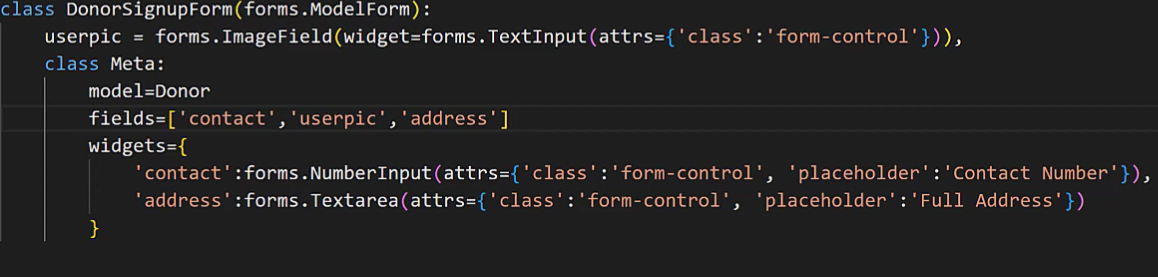 class DonorSignupForm(forms.ModelForm):
    userpic = forms.ImageField(widget=forms.TextInput(attrs={'class':'form-control'})),
    class Meta:
        model=Donor
        fields=['contact','userpic','address']
        widgets={
            'contact':forms.NumberInput(attrs={'class':'form-control', 'placeholder':'Contact Number'}),
            'address':forms.Textarea(attrs={'class':'form-control', 'placeholder':'Full Address'})
        }